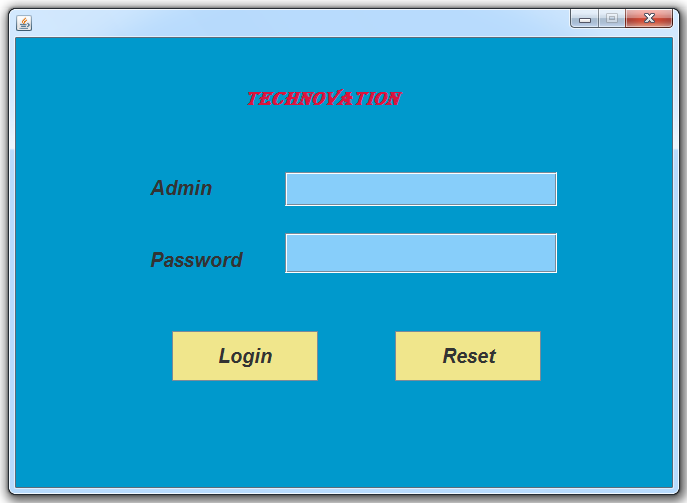 TECHNOVATION
Admin
Password
Login
Reset